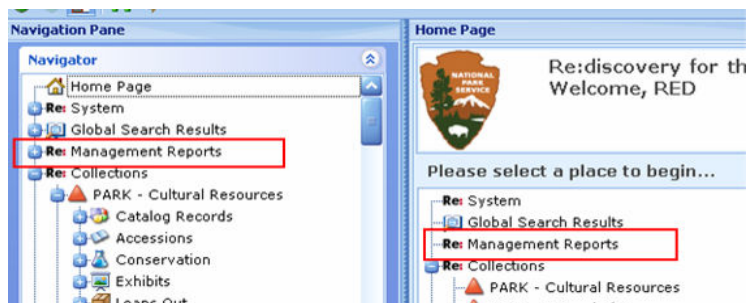 Navigation Pane
Navigator
Home Page
Re: System
Global Search Results
Re: Management Reports
Re: Collections
PARK - Cultural Resources
Catalog Records
Accessions
Conservation
Exhibits
Loans Out
Home Page
NATIONAL
PARK
SERVICE
Re:discovery for th
Welcome, RED
Please select a place to begin...
Re: System
Global Search Results
Re: Management Reports
Re: Collections
PARK - Cultural Resources